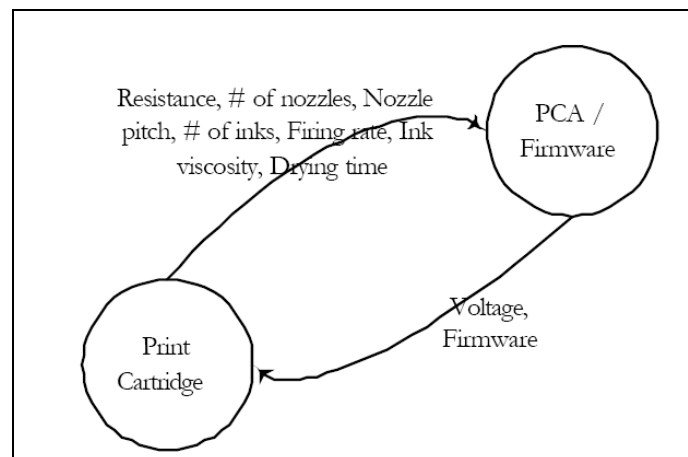 Resistance, # of nozzles, Nozzle
pitch, # of inks, Firing rate, Ink
viscosity, Drying time
PCA /
Firmware
Voltage,
Firmware
Print
Cartridge